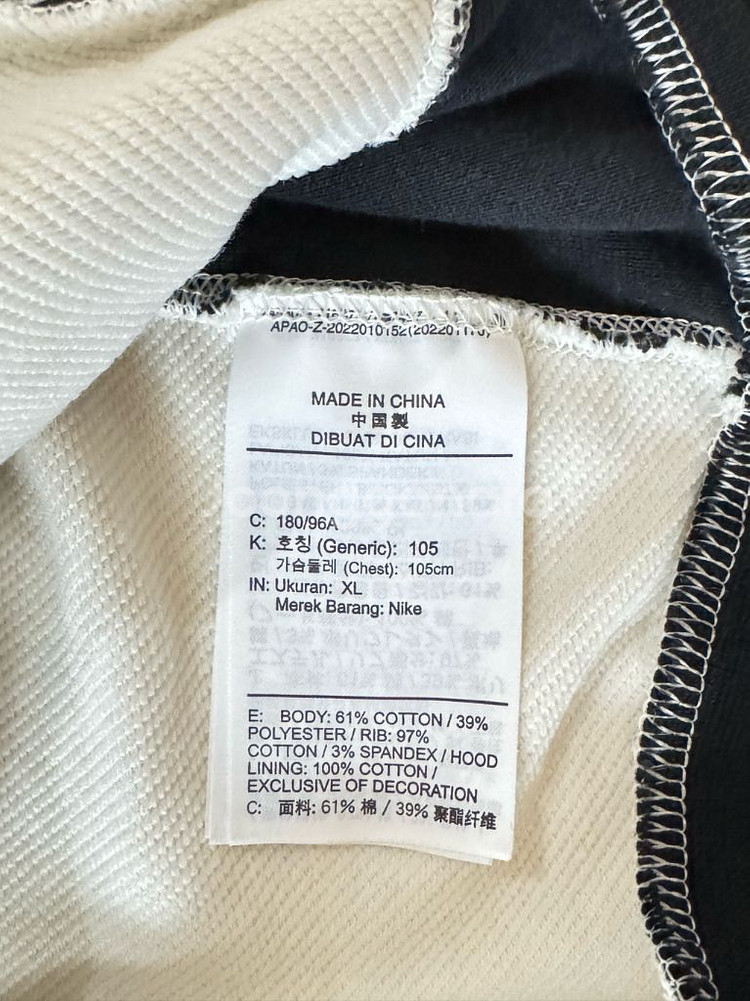 APAO-Z-2022010152(20220117
MADE IN CHINA
中国製
DIBUAT DI CINA
C: 180/96A
K: 호칭 (Generic): 105
가슴둘레 (Chest): 105cm
IN: Ukuran: XL
Merek Barang: Nike
E: BODY: 61% COTTON / 39%
POLYESTER / RIB: 97%
COTTON / 3% SPANDEX / HOOD
LINING: 100% COTTON /
EXCLUSIVE OF DECORATION
C: 面料: 61% 棉 / 39% 聚酯纤维